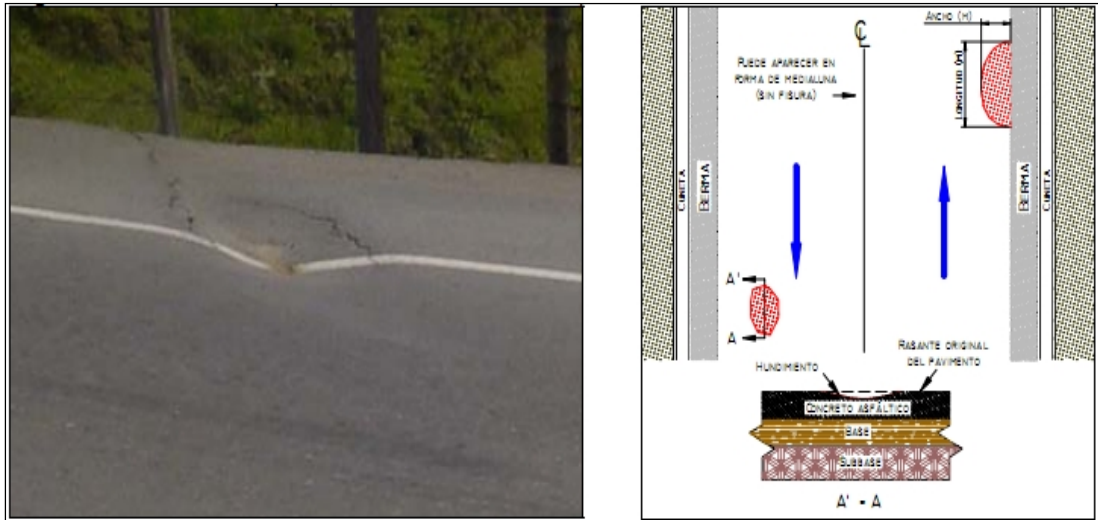 ANCHO (M)
℄
PUEDE APARECER EN
FORMA DE MEDIALUNA
(SIN FISURA)
LONGITUD (M)
CUNETA
BERMA
BERMA
CUNETA
A'
A
HUNDIMIENTO
RASANTE ORIGINAL
DEL PAVIMENTO
CONCRETO ASFÁLTICO
BASE
SUBBASE
A' - A